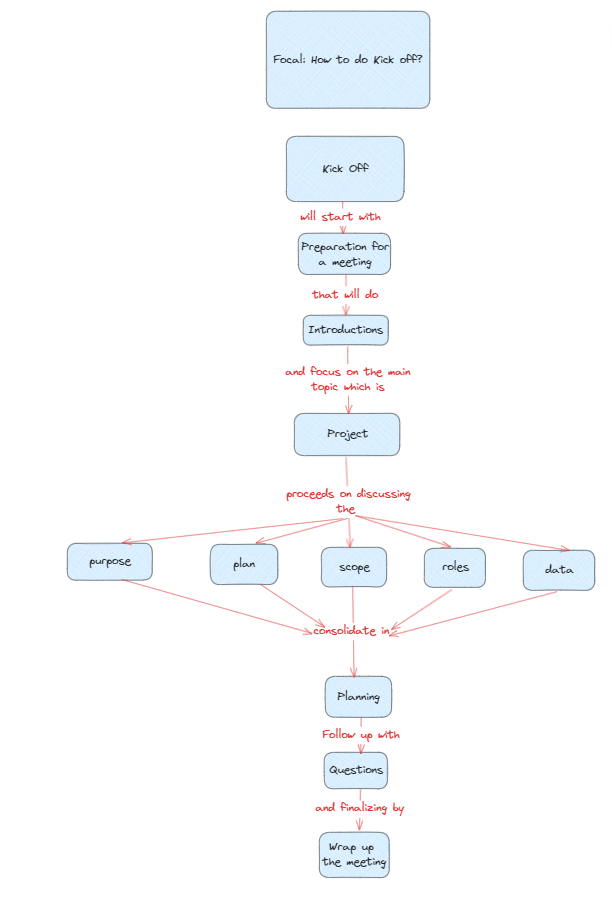 Focal: How to do Kick off?
Kick Off
will start with
Preparation for
a meeting
that will do
Introductions
and focus on the main
topic which is
Project
proceeds on discussing
the
purpose
plan
scope
roles
data
consolidate in
Planning
Follow up with
Questions
and finalizing by
Wrap up
the meeting